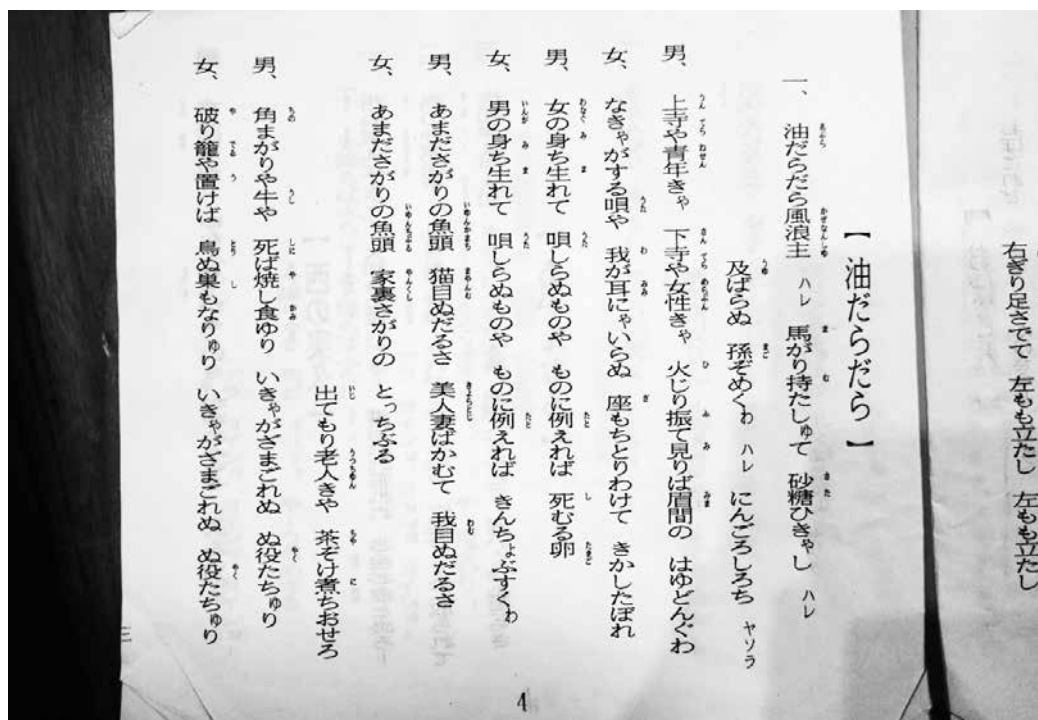 右ぎり足さでて 左もも立たし 左もも立たし
【 油だらだら 】
一、 油だらだら風浪主 ハレ 馬がり持たしゅて 砂糖ひきゃし ハレ
及ばらぬ 孫ぞめくわ ハレ にんごろしろち ヤソラ
男、 上寺や青年きゃ 下寺や女性きゃ 火じり振て見りば眉間の はゆどんぐわ
女、 なきゃがする唄や 我が耳にゃいらぬ 座もちとりわけて きかしたぼれ
男、 女の身ち生れて 唄しらぬものや ものに例えれば 死むる卵
女、 男の身ち生れて 唄しらぬものや ものに例えれば きんちょぶすくわ
男、 あまださがりの魚頭 猫目ぬだるさ 美人妻ばかむて 我目ぬだるさ
女、 あまださがりの魚頭 家裏さがりの とっちぶる
出てもり老人きや 茶ぞけ煮ちおせろ
男、 角まがりや牛や 死ば焼し食ゆり いきゃがざまごれぬ ぬ役たちゅり
女、 破り籠や置けば 鳥ぬ巣もなりゅり いきゃがざまごれぬ ぬ役たちゅり
三
4